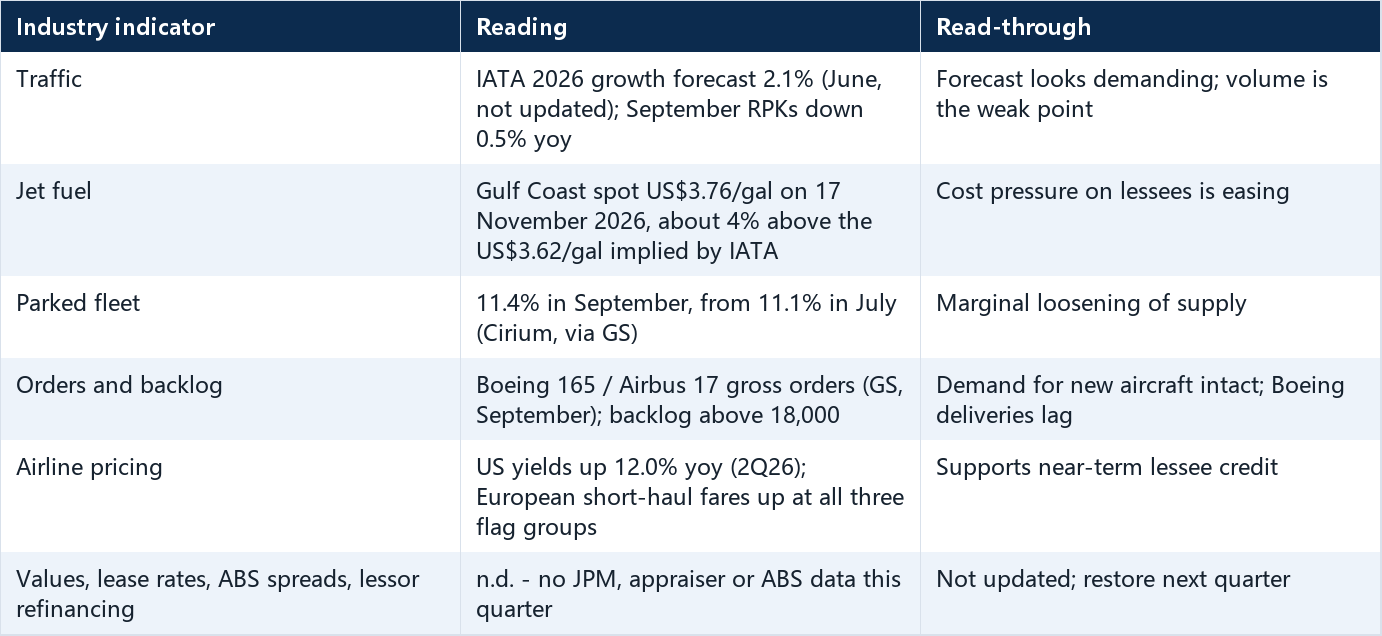 Industry indicator
Reading
Read-through
Traffic
IATA 2026 growth forecast 2.1% (June,
not updated); September RPKs down
0.5% yoy
Forecast looks demanding; volume is
the weak point
Jet fuel
Gulf Coast spot US$3.76/gal on 17
November 2026, about 4% above the
US$3.62/gal implied by IATA
Cost pressure on lessees is easing
Parked fleet
11.4% in September, from 11.1% in July
(Cirium, via GS)
Marginal loosening of supply
Orders and backlog
Boeing 165 / Airbus 17 gross orders (GS,
September); backlog above 18,000
Demand for new aircraft intact; Boeing
deliveries lag
Airline pricing
US yields up 12.0% yoy (2Q26);
European short-haul fares up at all three
flag groups
Supports near-term lessee credit
Values, lease rates, ABS spreads, lessor
refinancing
n.d. - no JPM, appraiser or ABS data this
quarter
Not updated; restore next quarter